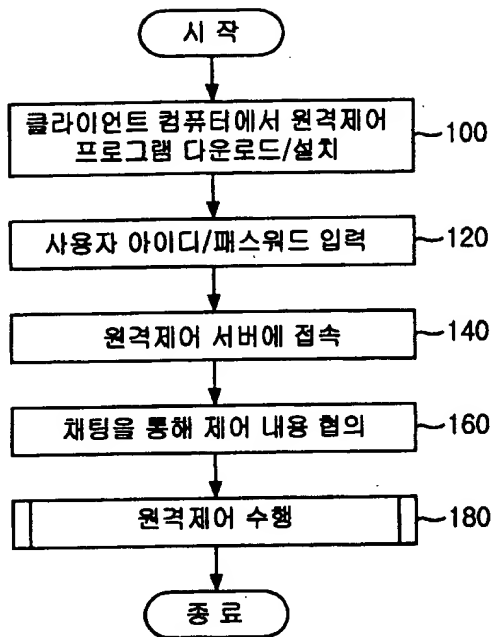 시 작
클라이언트 컴퓨터에서 원격제어
프로그램 다운로드/설치
100
사용자 아이디/패스워드 입력
120
원격제어 서버에 접속
140
채팅을 통해 제어 내용 협의
160
원격제어 수행
180
종 료